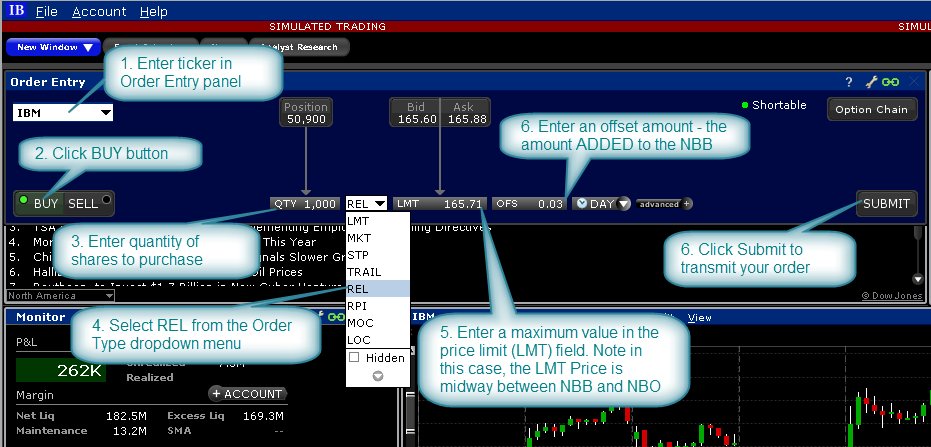 IB File Account Help
SIMULATED TRADING
New Window
Analyst Research
1. Enter ticker in
Order Entry panel
Order Entry
?
IBM
Position
50,900
Bid
165.60
Ask
165.88
Shortable
Option Chain
6. Enter an offset amount - the
amount ADDED to the NBB
2. Click BUY button
BUY SELL
QTY 1,000
REL
LMT 165.71
OFS 0.03
DAY
advanced +
SUBMIT
3. Enter quantity of
shares to purchase
LMT
MKT
STP
TRAIL
REL
RPI
MOC
LOC
Hidden
6. Click Submit to
transmit your order
3. TSA
4. This Year
5. Slower
6. Oil Prices
7.
North America
© Dow Jones
4. Select REL from the Order
Type dropdown menu
5. Enter a maximum value in the
price limit (LMT) field. Note in
this case, the LMT Price is
midway between NBB and NBO
Monitor
P&L
262K
Unrealized
Realized
Margin
+ ACCOUNT
Net Liq 182.5M Excess Liq 169.3M
Maintenance 13.2M SMA --
IBM
View